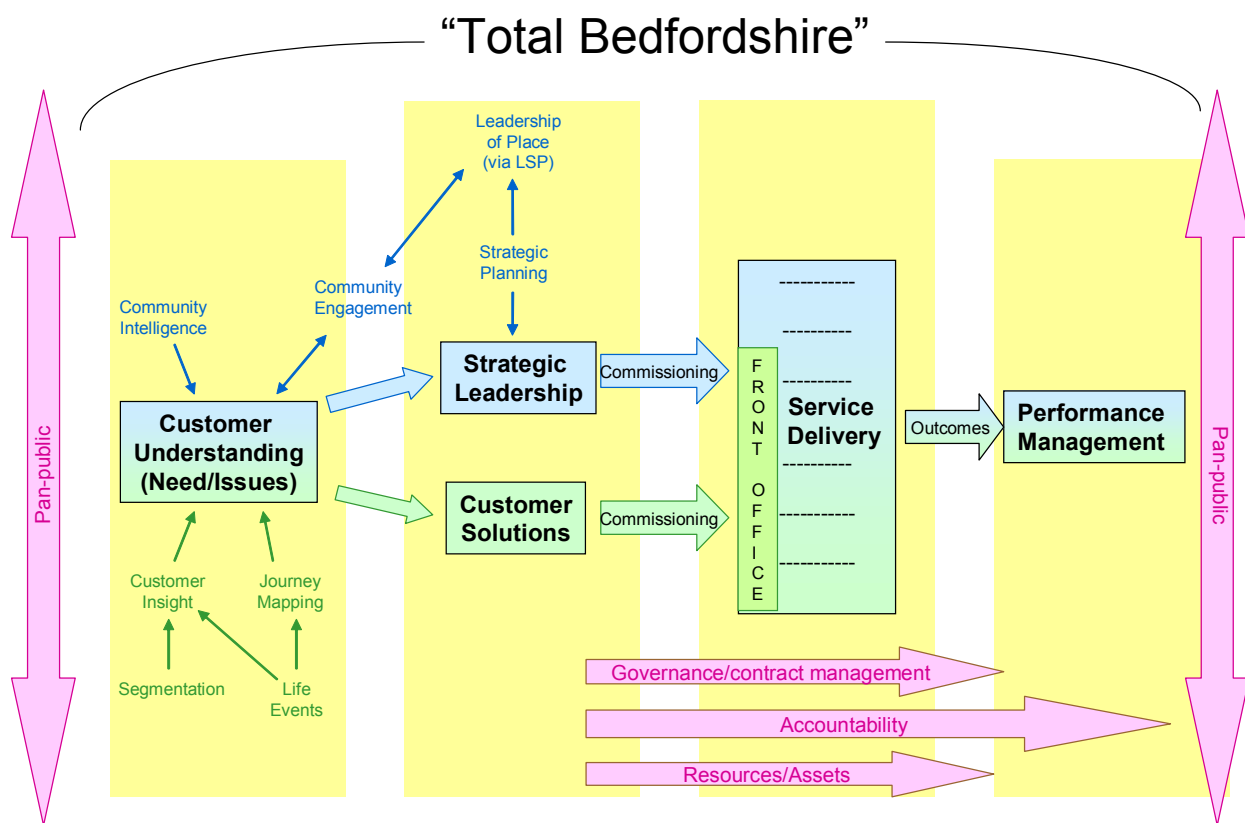 “Total Bedfordshire”
Pan-public
Leadership
of Place
(via LSP)
Strategic
Planning
Community
Engagement
Community
Intelligence
Customer
Understanding
(Need/Issues)
Customer
Insight
Journey
Mapping
Segmentation
Life
Events
Strategic
Leadership
Customer
Solutions
Commissioning
Commissioning
FRONT OFFICE
-----------
-----------
-----------
Service
Delivery
-----------
-----------
-----------
Outcomes
Performance
Management
Governance/contract management
Accountability
Resources/Assets
Pan-public